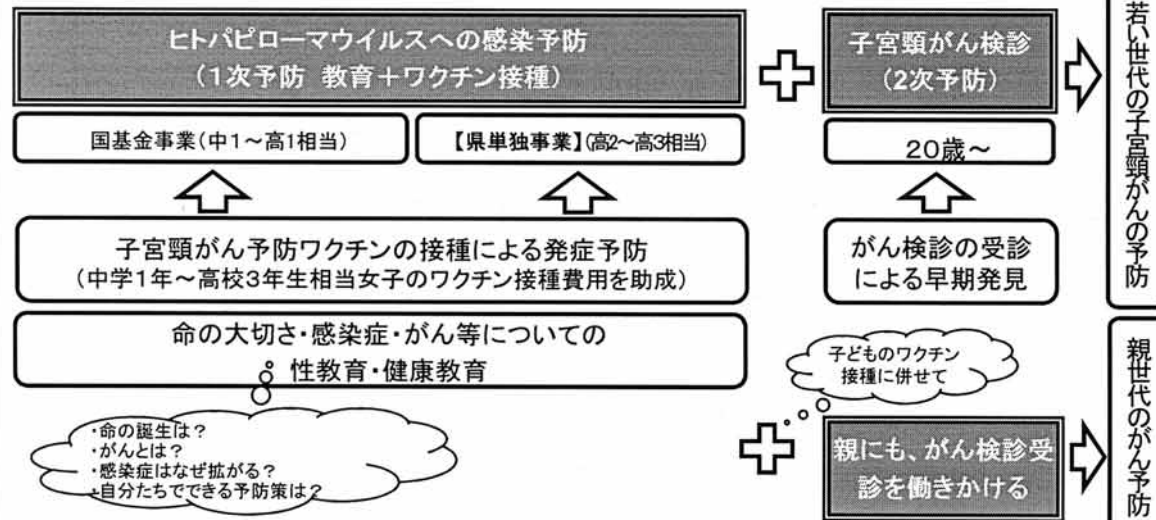 ヒトパピローマウイルスへの感染予防
(1次予防 教育+ワクチン接種)
子宮頸がん検診
(2次予防)
若い世代の子宮頸がんの予防
国基金事業(中1~高1相当)
【県単独事業】(高2~高3相当)
20歳~
子宮頸がん予防ワクチンの接種による発症予防
(中学1年~高校3年生相当女子のワクチン接種費用を助成)
がん検診の受診
による早期発見
命の大切さ・感染症・がん等についての
性教育・健康教育
子どものワクチン
接種に併せて
・命の誕生は?
・がんとは?
・感染症はなぜ拡がる?
・自分たちでできる予防策は?
親にも、がん検診受
診を働きかける
親世代のがん予防